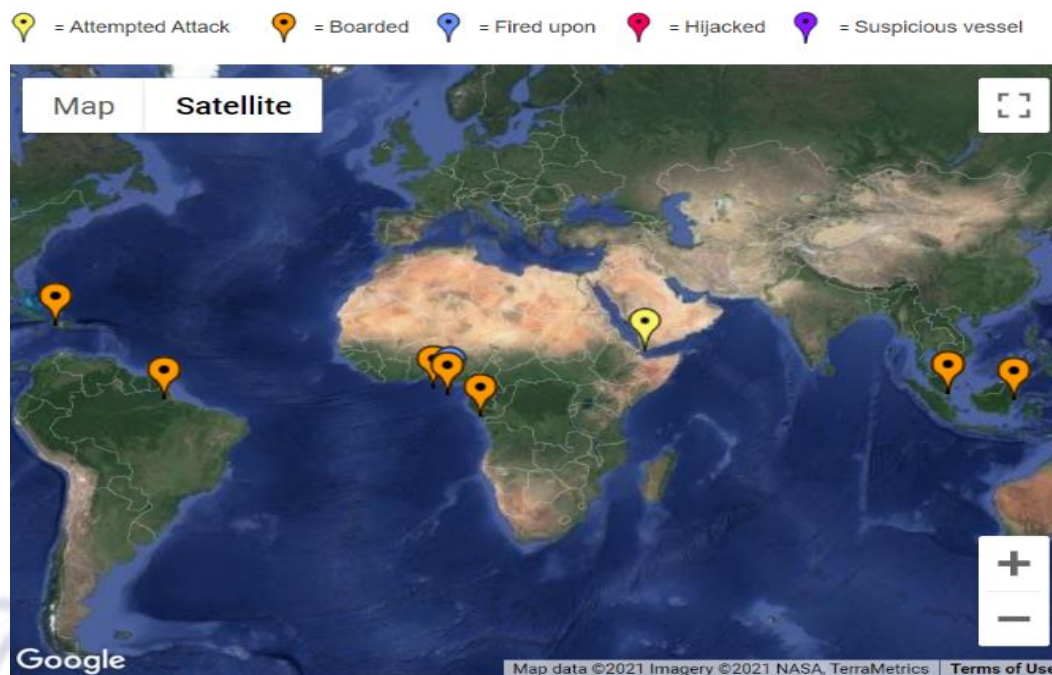 = Attempted Attack = Boarded = Fired upon = Hijacked = Suspicious vessel
Map Satellite
Google
Map data ©2021 Imagery ©2021 NASA, TerraMetrics Terms of Use